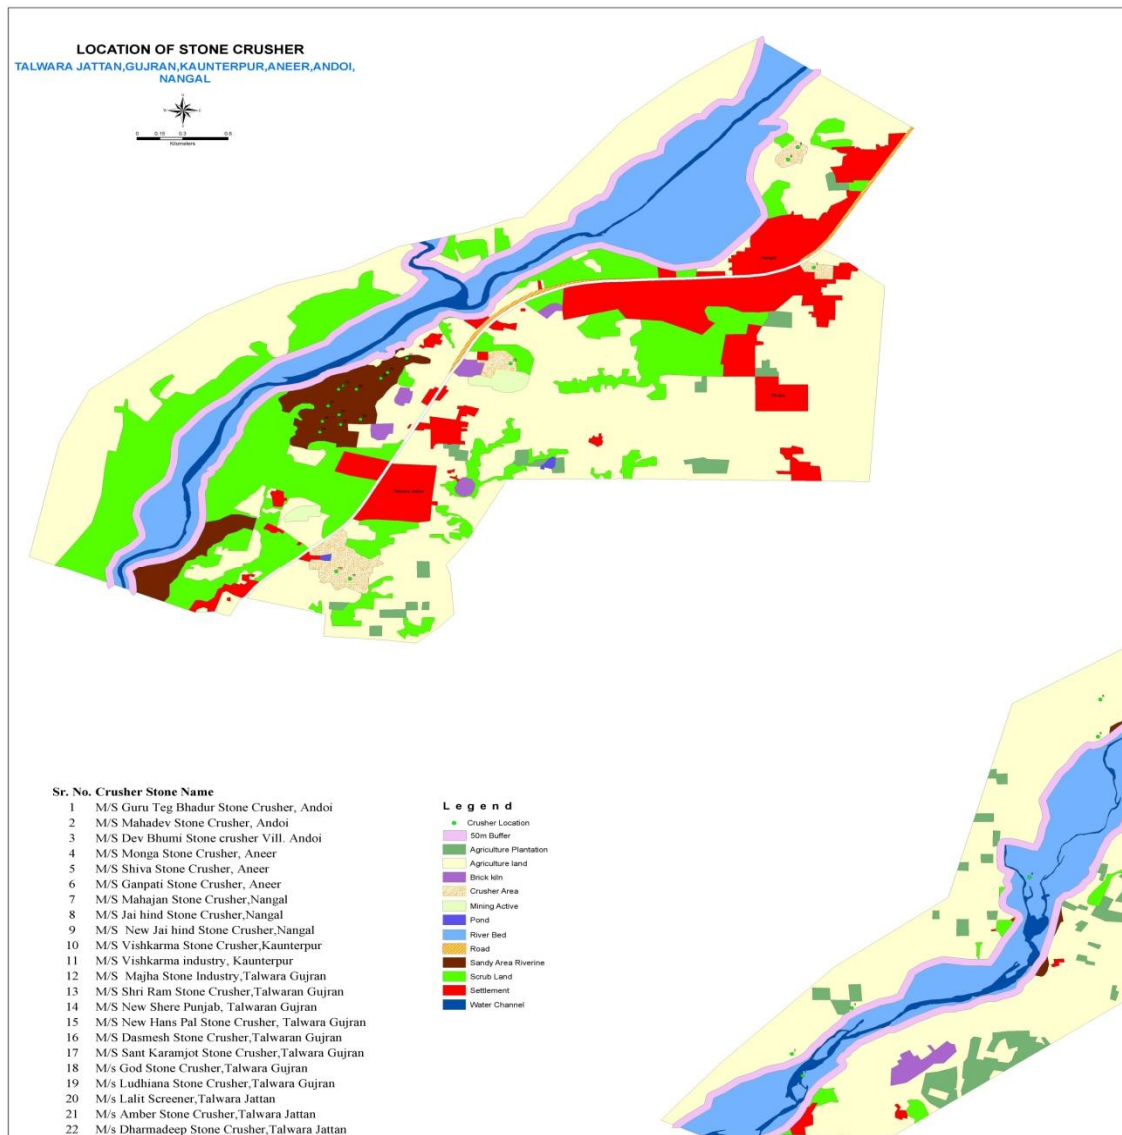 LOCATION OF STONE CRUSHER
TALWARA JATTAN,GUJRAN,KAUNTERPUR,ANEER,ANDOI,
NANGAL
0 0.15 0.3 0.6
Kilometers
Sr. No. Crusher Stone Name
1 M/S Guru Teg Bhadur Stone Crusher, Andoi
2 M/S Mahadev Stone Crusher, Andoi
3 M/S Dev Bhumi Stone crusher Vill. Andoi
4 M/S Monga Stone Crusher, Aneer
5 M/S Shiva Stone Crusher, Aneer
6 M/S Ganpati Stone Crusher, Aneer
7 M/S Mahajan Stone Crusher,Nangal
8 M/S Jai hind Stone Crusher,Nangal
9 M/S New Jai hind Stone Crusher,Nangal
10 M/S Vishkarma Stone Crusher,Kaunterpur
11 M/S Vishkarma industry, Kaunterpur
12 M/S Majha Stone Industry,Talwara Gujran
13 M/S Shri Ram Stone Crusher,Talwaran Gujran
14 M/S New Shere Punjab, Talwaran Gujran
15 M/S New Hans Pal Stone Crusher, Talwara Gujran
16 M/S Dasmesh Stone Crusher,Talwaran Gujran
17 M/S Sant Karamjot Stone Crusher,Talwara Gujran
18 M/s God Stone Crusher,Talwara Gujran
19 M/s Ludhiana Stone Crusher,Talwara Gujran
20 M/s Lalit Screener,Talwara Jattan
21 M/s Amber Stone Crusher,Talwara Jattan
22 M/s Dharmadeep Stone Crusher,Talwara Jattan
Legend
Crusher Location
50m Buffer
Agriculture Plantation
Agriculture land
Brick kiln
Crusher Area
Mining Active
Pond
River Bed
Road
Sandy Area Riverine
Scrub Land
Settlement
Water Channel